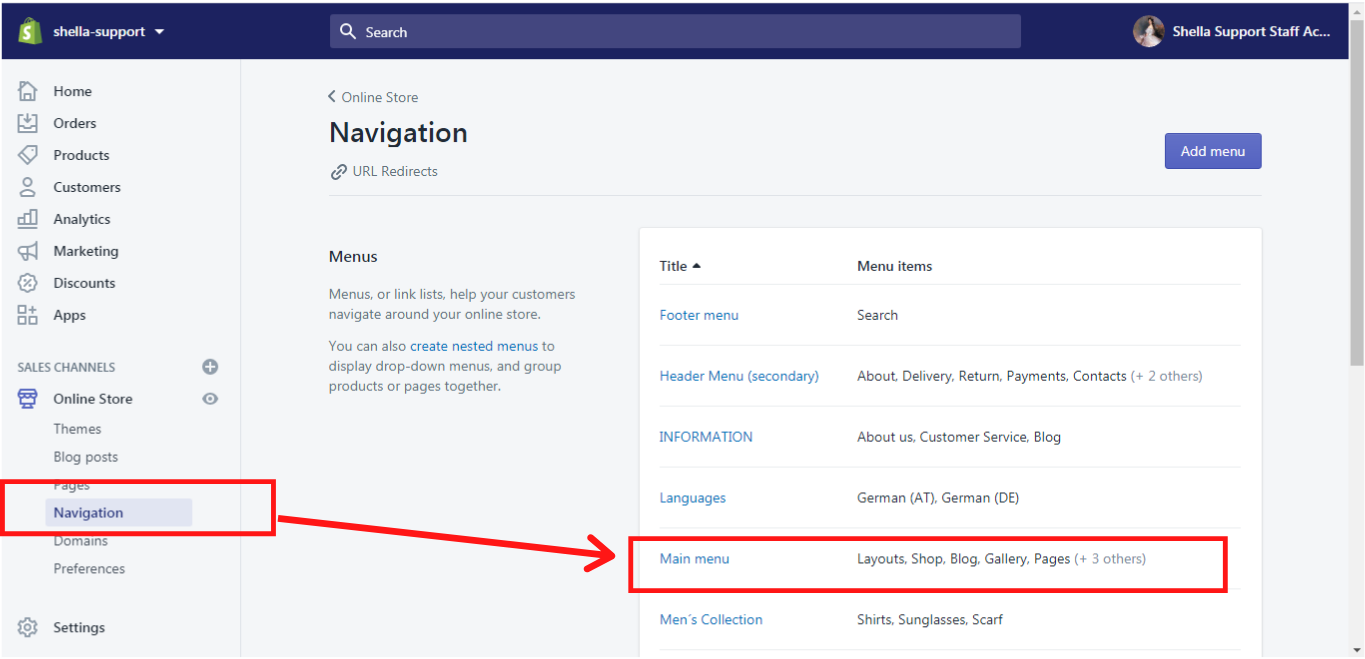 shella-support
Search
Shella Support Staff Ac...
Home
Orders
Products
Customers
Analytics
Marketing
Discounts
Apps
SALES CHANNELS
Online Store
Themes
Blog posts
Pages
Navigation
Domains
Preferences
Settings
Online Store
Navigation
URL Redirects
Add menu
Menus
Menus, or link lists, help your customers
navigate around your online store.
You can also create nested menus to
display drop-down menus, and group
products or pages together.
Title Menu items
Footer menu Search
Header Menu (secondary) About, Delivery, Return, Payments, Contacts (+ 2 others)
INFORMATION About us, Customer Service, Blog
Languages German (AT), German (DE)
Main menu Layouts, Shop, Blog, Gallery, Pages (+ 3 others)
Men´s Collection Shirts, Sunglasses, Scarf